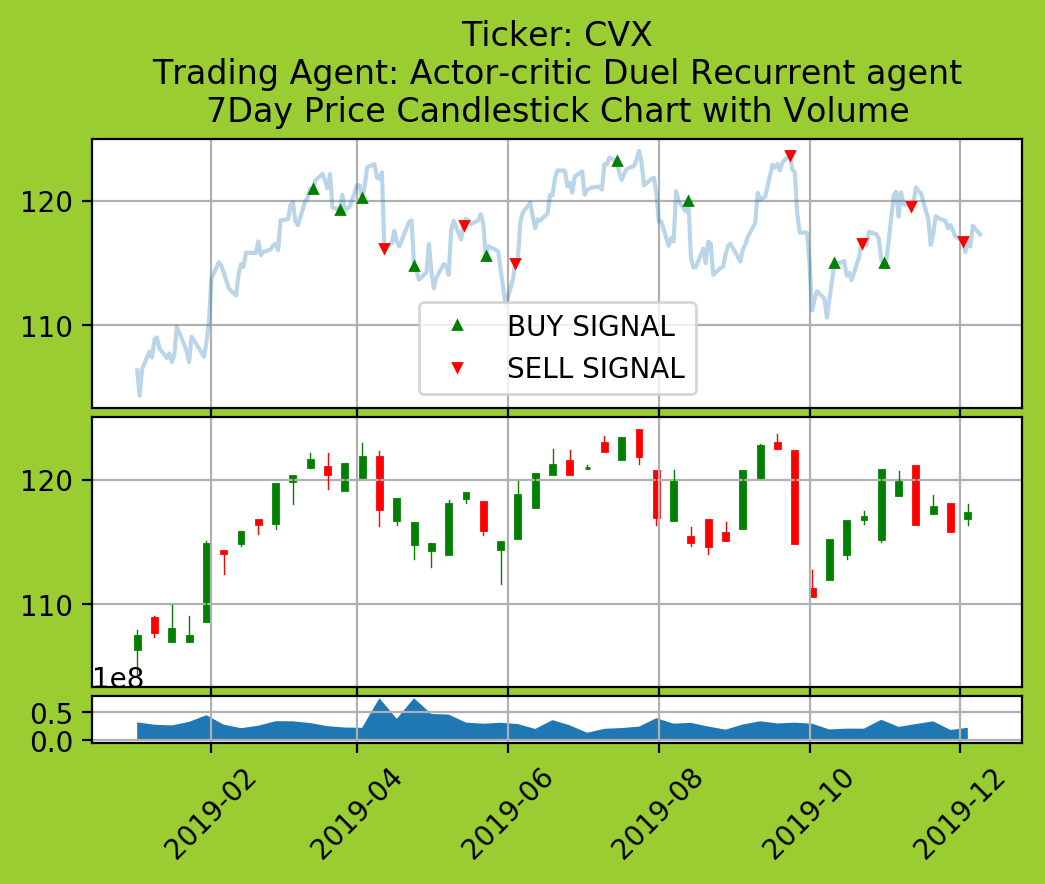 Ticker: CVX
Trading Agent: Actor-critic Duel Recurrent agent
7Day Price Candlestick Chart with Volume
120
110
BUY SIGNAL
SELL SIGNAL
120
110
1e8
0.5
0.0
2019-02
2019-04
2019-06
2019-08
2019-10
2019-12